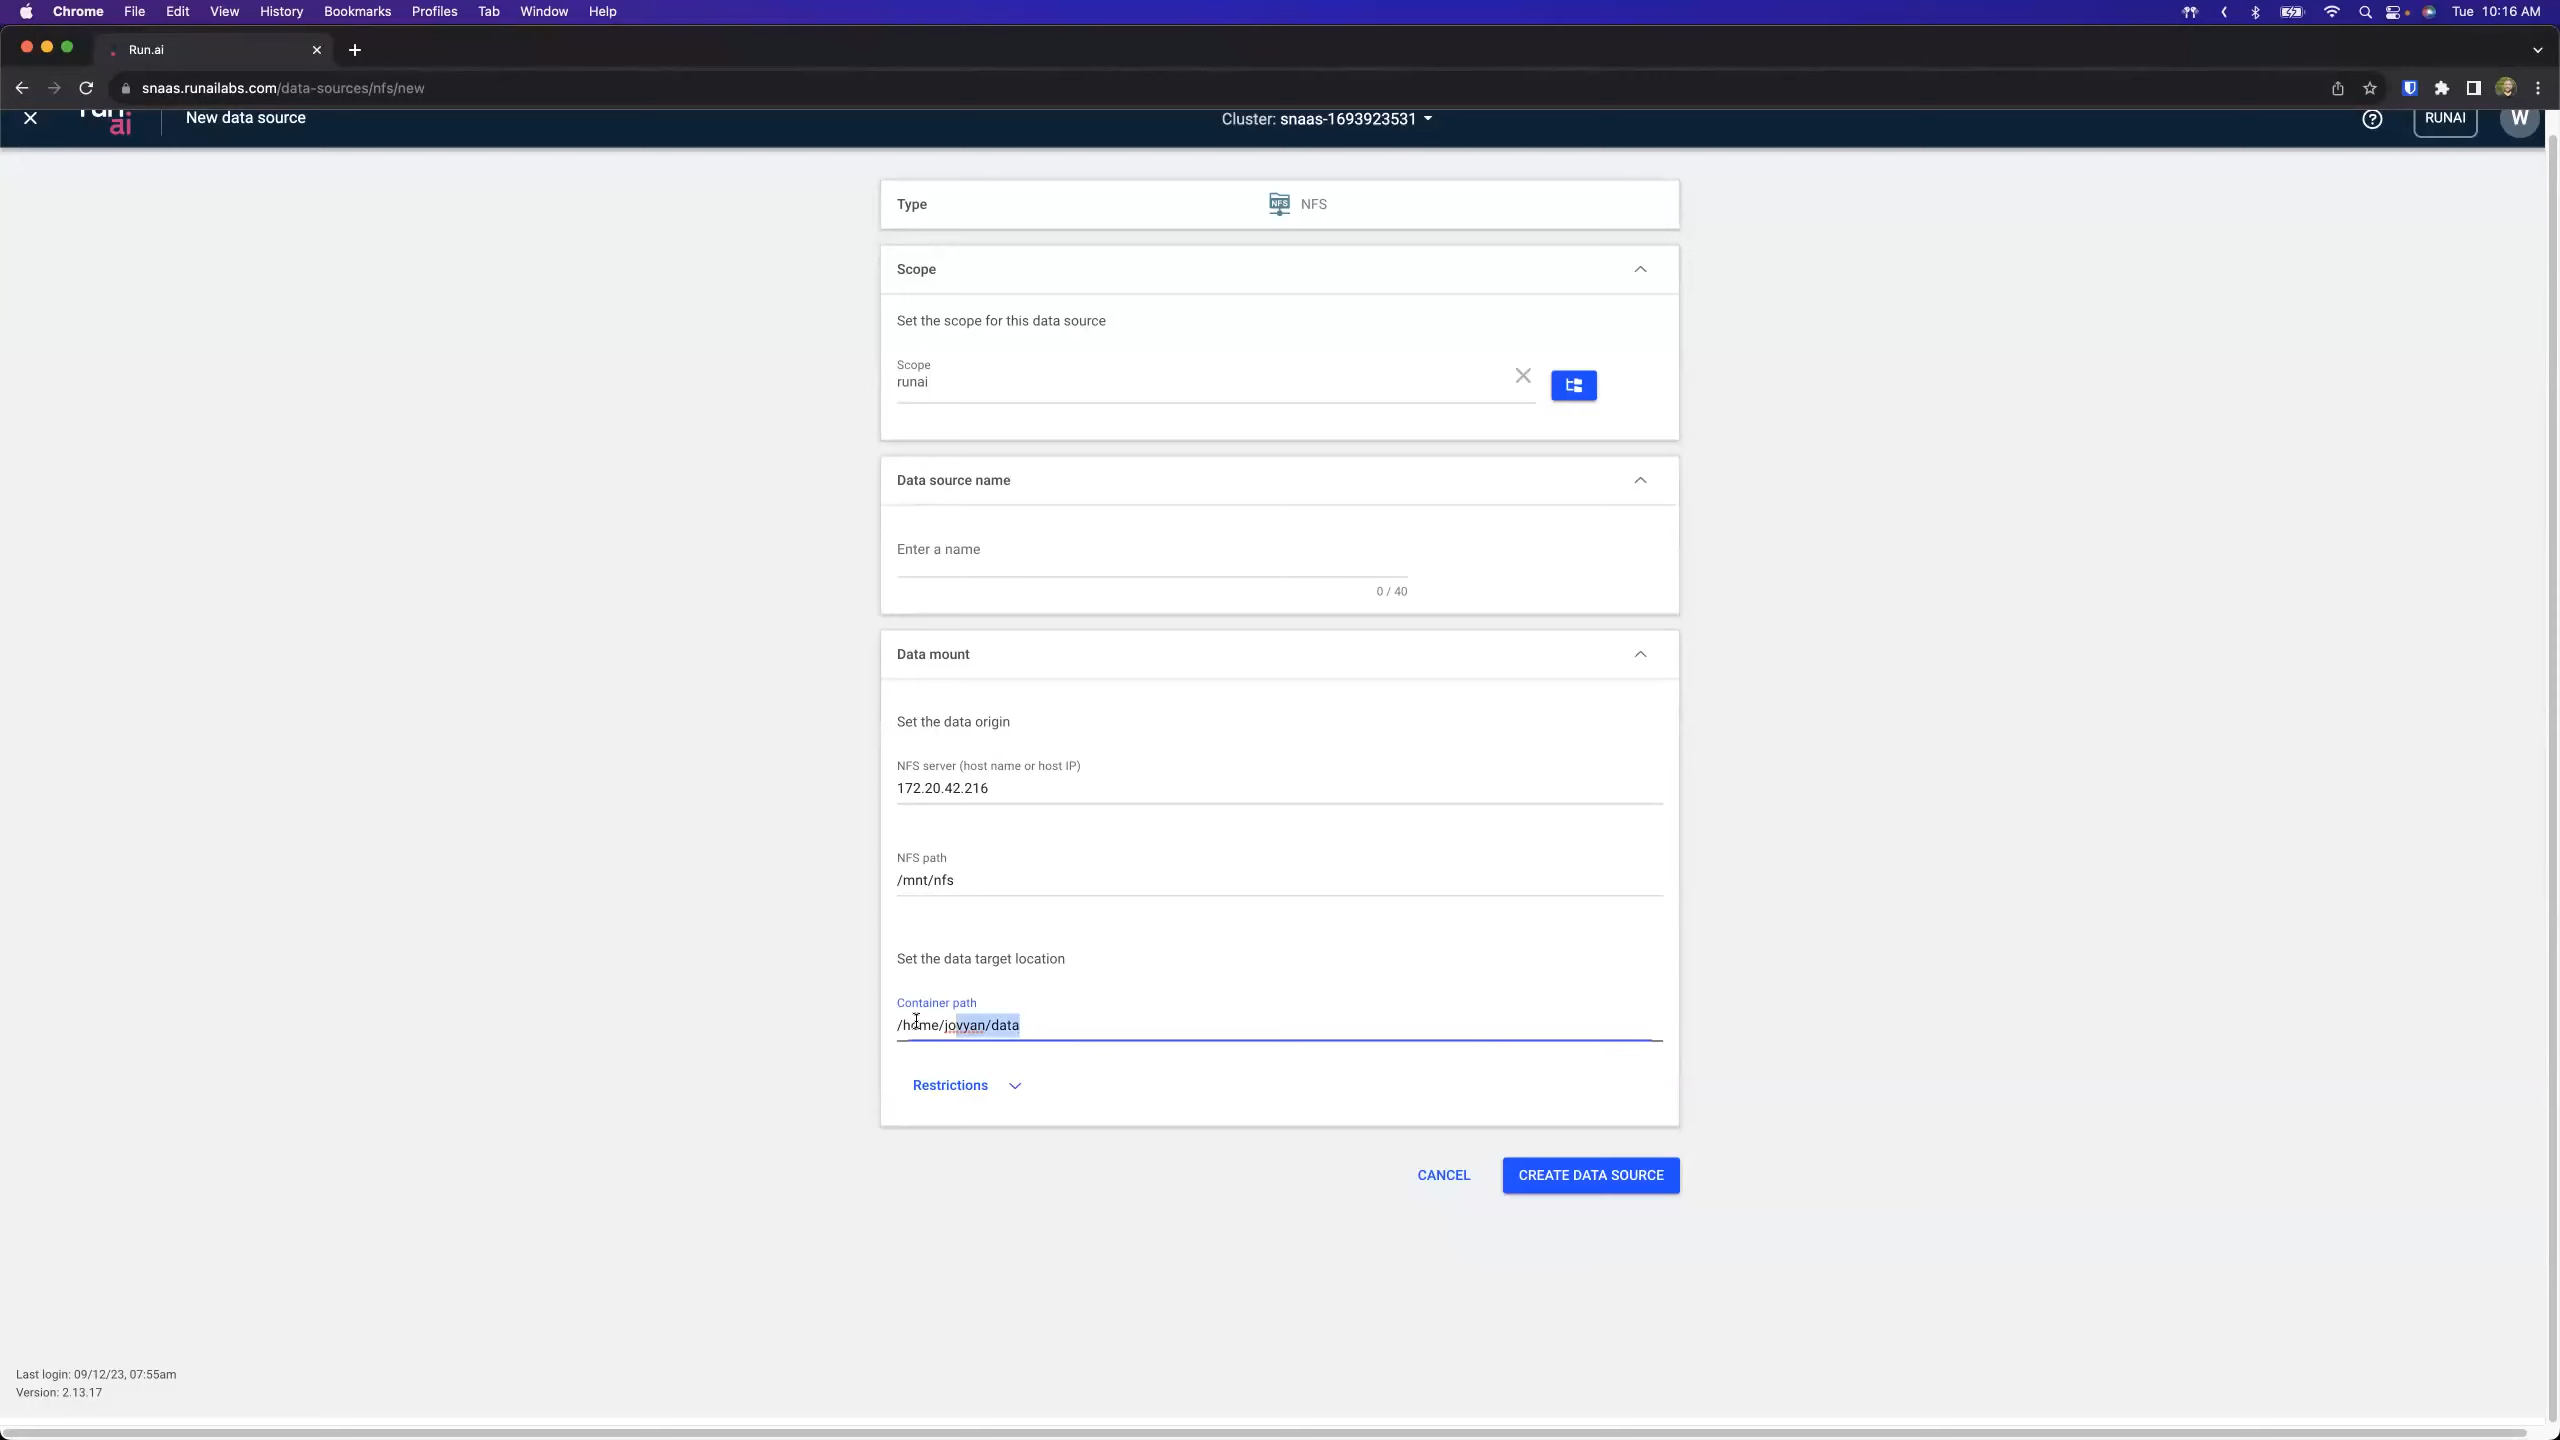 Chrome File Edit View History Bookmarks Profiles Tab Window Help Tue 10:16 AM
Run.ai
snaas.runailabs.com/data-sources/nfs/new
run: ai New data source Cluster: snaas-1693923531 RUNAI W
Type NFS NFS
Scope
Set the scope for this data source
Scope
runai
Data source name
Enter a name
0 / 40
Data mount
Set the data origin
NFS server (host name or host IP)
172.20.42.216
NFS path
/mnt/nfs
Set the data target location
Container path
/home/jovyan/data
Restrictions
CANCEL CREATE DATA SOURCE
Last login: 09/12/23, 07:55am
Version: 2.13.17